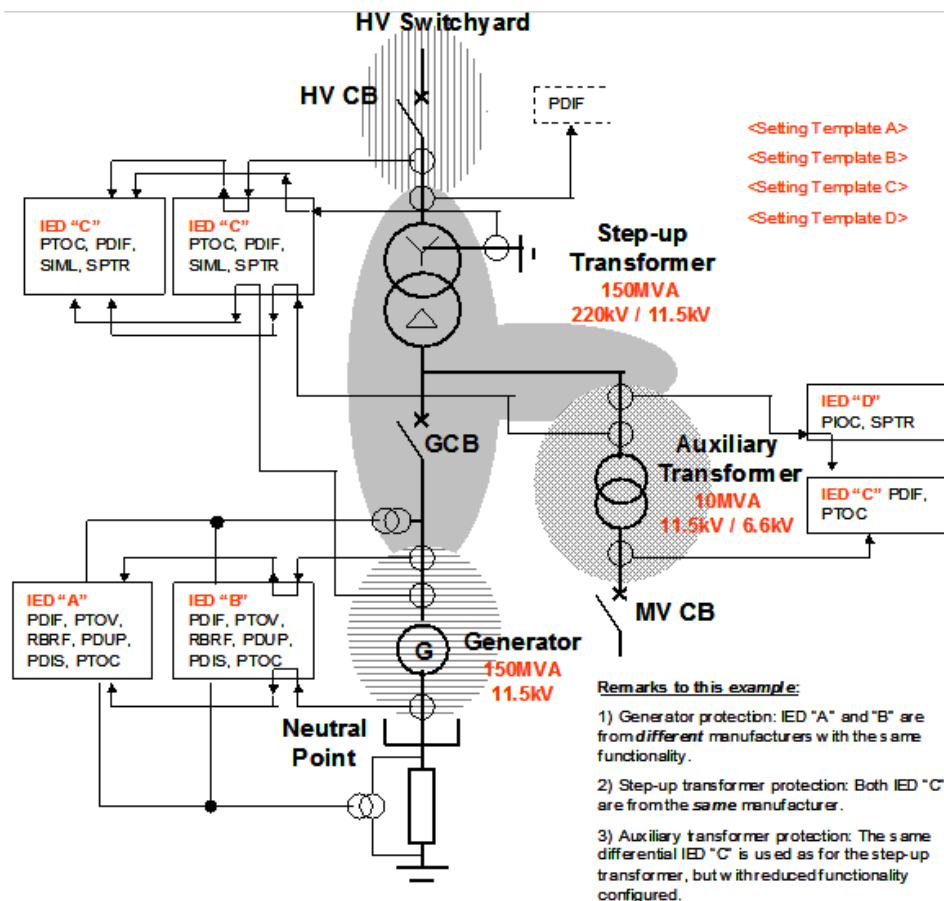 HV Switchyard
HV CB
PDIF
<Setting Template A>
<Setting Template B>
<Setting Template C>
<Setting Template D>
IED “C”
PTOC, PDIF,
SIML, SPTR
IED “C”
PTOC, PDIF,
SIML, SPTR
Step-up
Transformer
150MVA
220kV / 11.5kV
GCB
IED “D”
PIOC, SPTR
Auxiliary
Transformer
10MVA
11.5kV / 6.6kV
IED “C” PDIF,
PTOC
MV CB
IED “A”
PDIF, PTOV,
RBRF, PDUP,
PDIS, PTOC
IED “B”
PDIF, PTOV,
RBRF, PDUP,
PDIS, PTOC
G
Generator
150MVA
11.5kV
Neutral
Point
Remarks to this example:
1) Generator protection: IED "A" and "B" are
from different manufacturers with the same
functionality.
2) Step-up transformer protection: Both IED "C"
are from the same manufacturer.
3) Auxiliary transformer protection: The same
differential IED "C" is used as for the step-up
transformer, but with reduced functionality
configured.